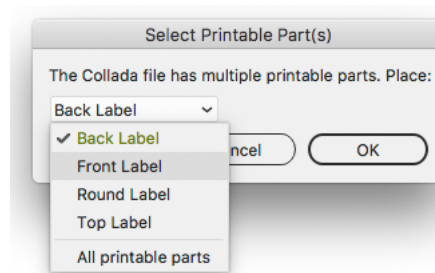 Select Printable Part(s)
The Collada file has multiple printable parts. Place:
Back Label
✓ Back Label
Front Label
Round Label
Top Label
All printable parts
OK